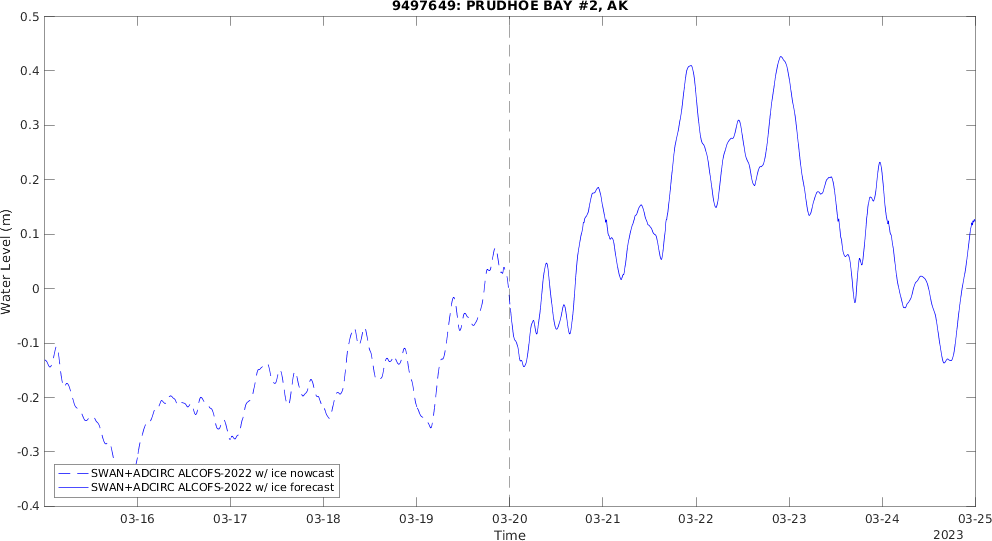 9497649: PRUDHOE BAY #2, AK
0.5
0.4
0.3
0.2
0.1
0
-0.1
-0.2
-0.3
-0.4
Water Level (m)
SWAN+ADCIRC ALCOFS-2022 w/ ice nowcast
SWAN+ADCIRC ALCOFS-2022 w/ ice forecast
03-16 03-17 03-18 03-19 03-20 03-21 03-22 03-23 03-24 03-25
Time
2023